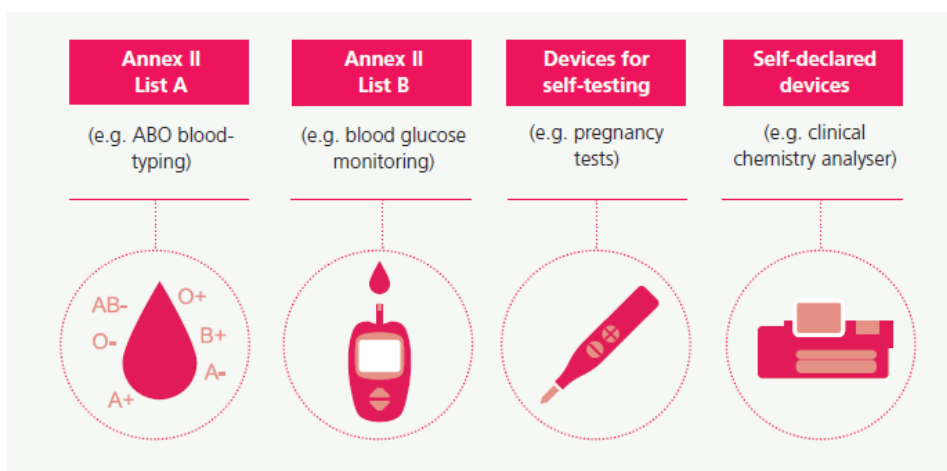 Annex II
List A
(e.g. ABO blood-
typing)
Annex II
List B
(e.g. blood glucose
monitoring)
Devices for
self-testing
(e.g. pregnancy
tests)
Self-declared
devices
(e.g. clinical
chemistry analyser)
AB-
O+
O-
B+
A-
A+